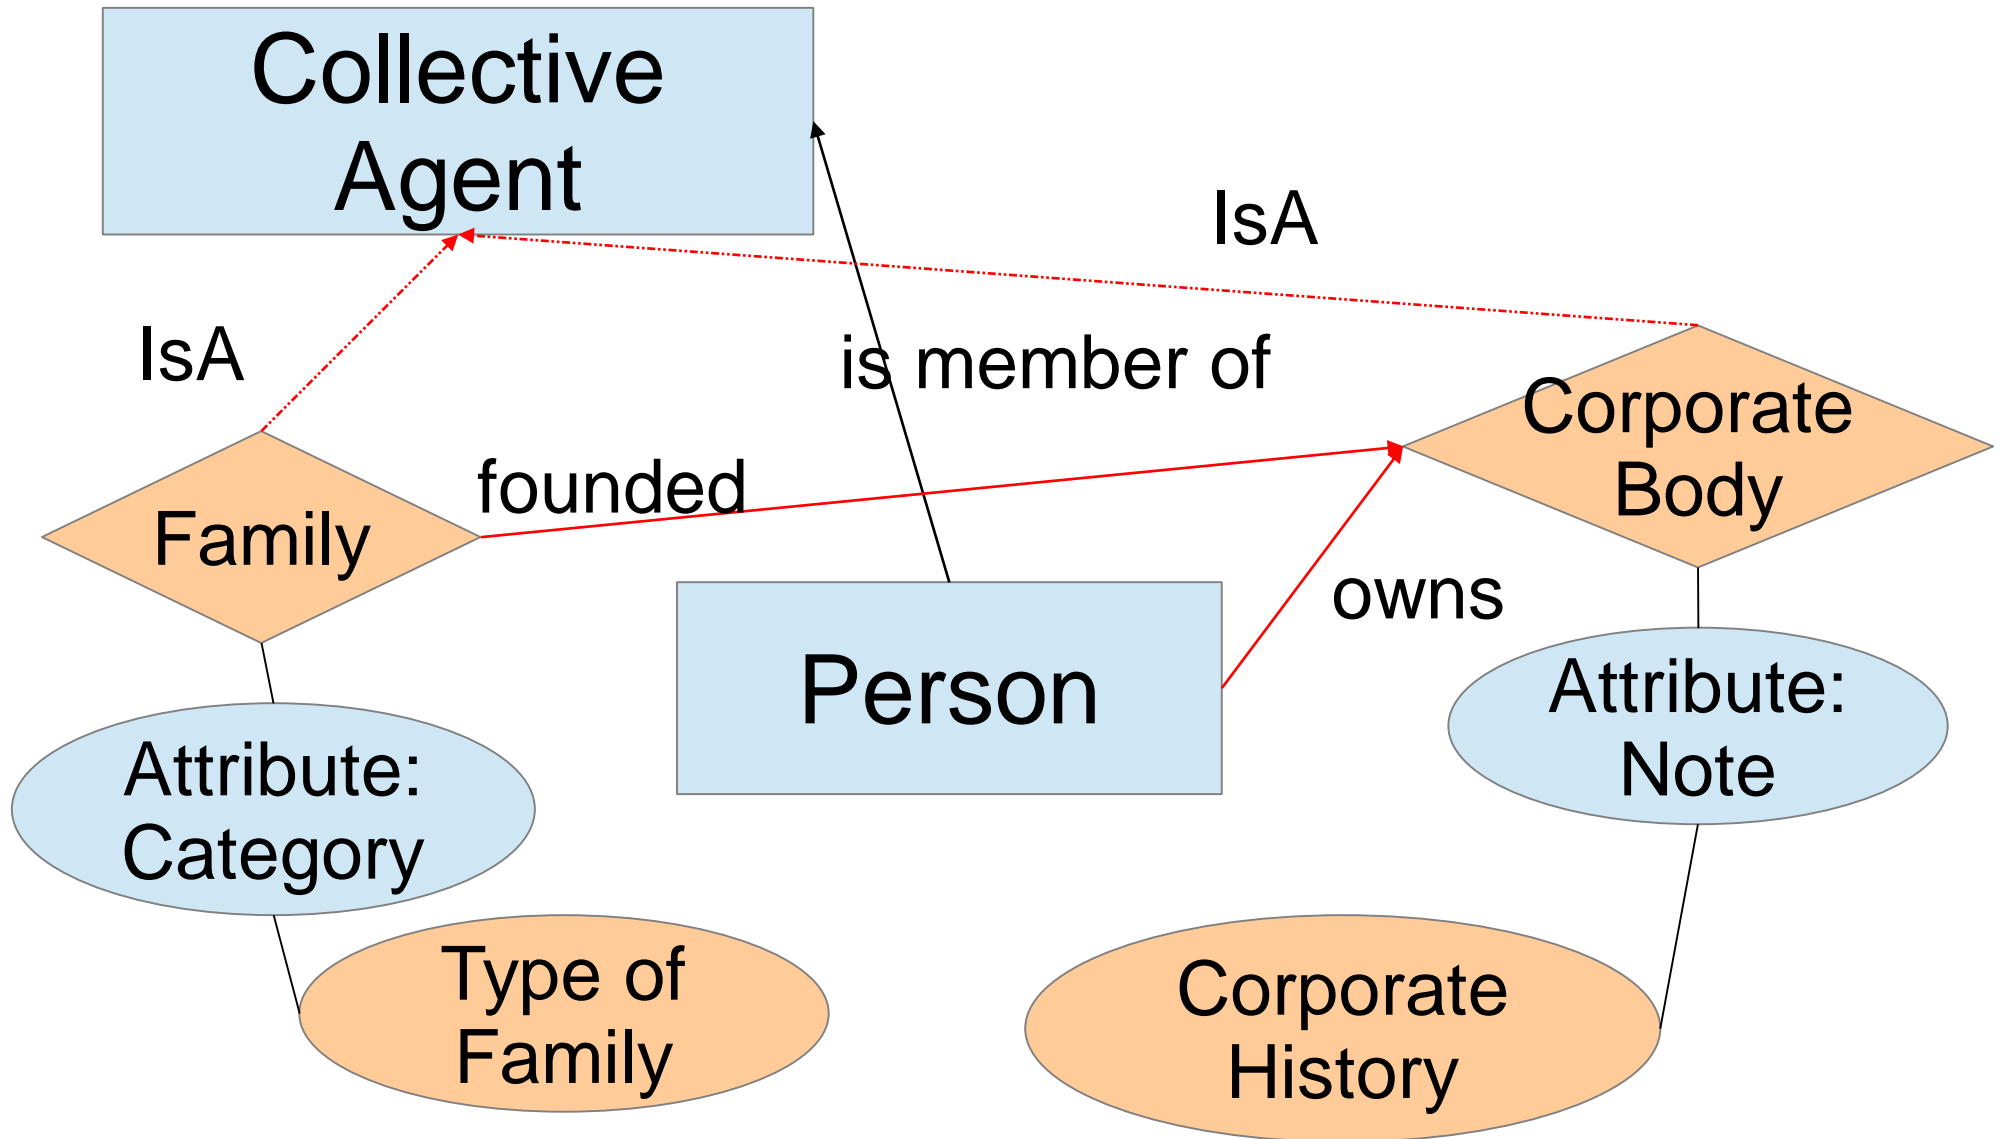 Collective
Agent
IsA
IsA
is member of
Corporate
Body
founded
Family
owns
Person
Attribute:
Note
Attribute:
Category
Type of
Family
Corporate
History